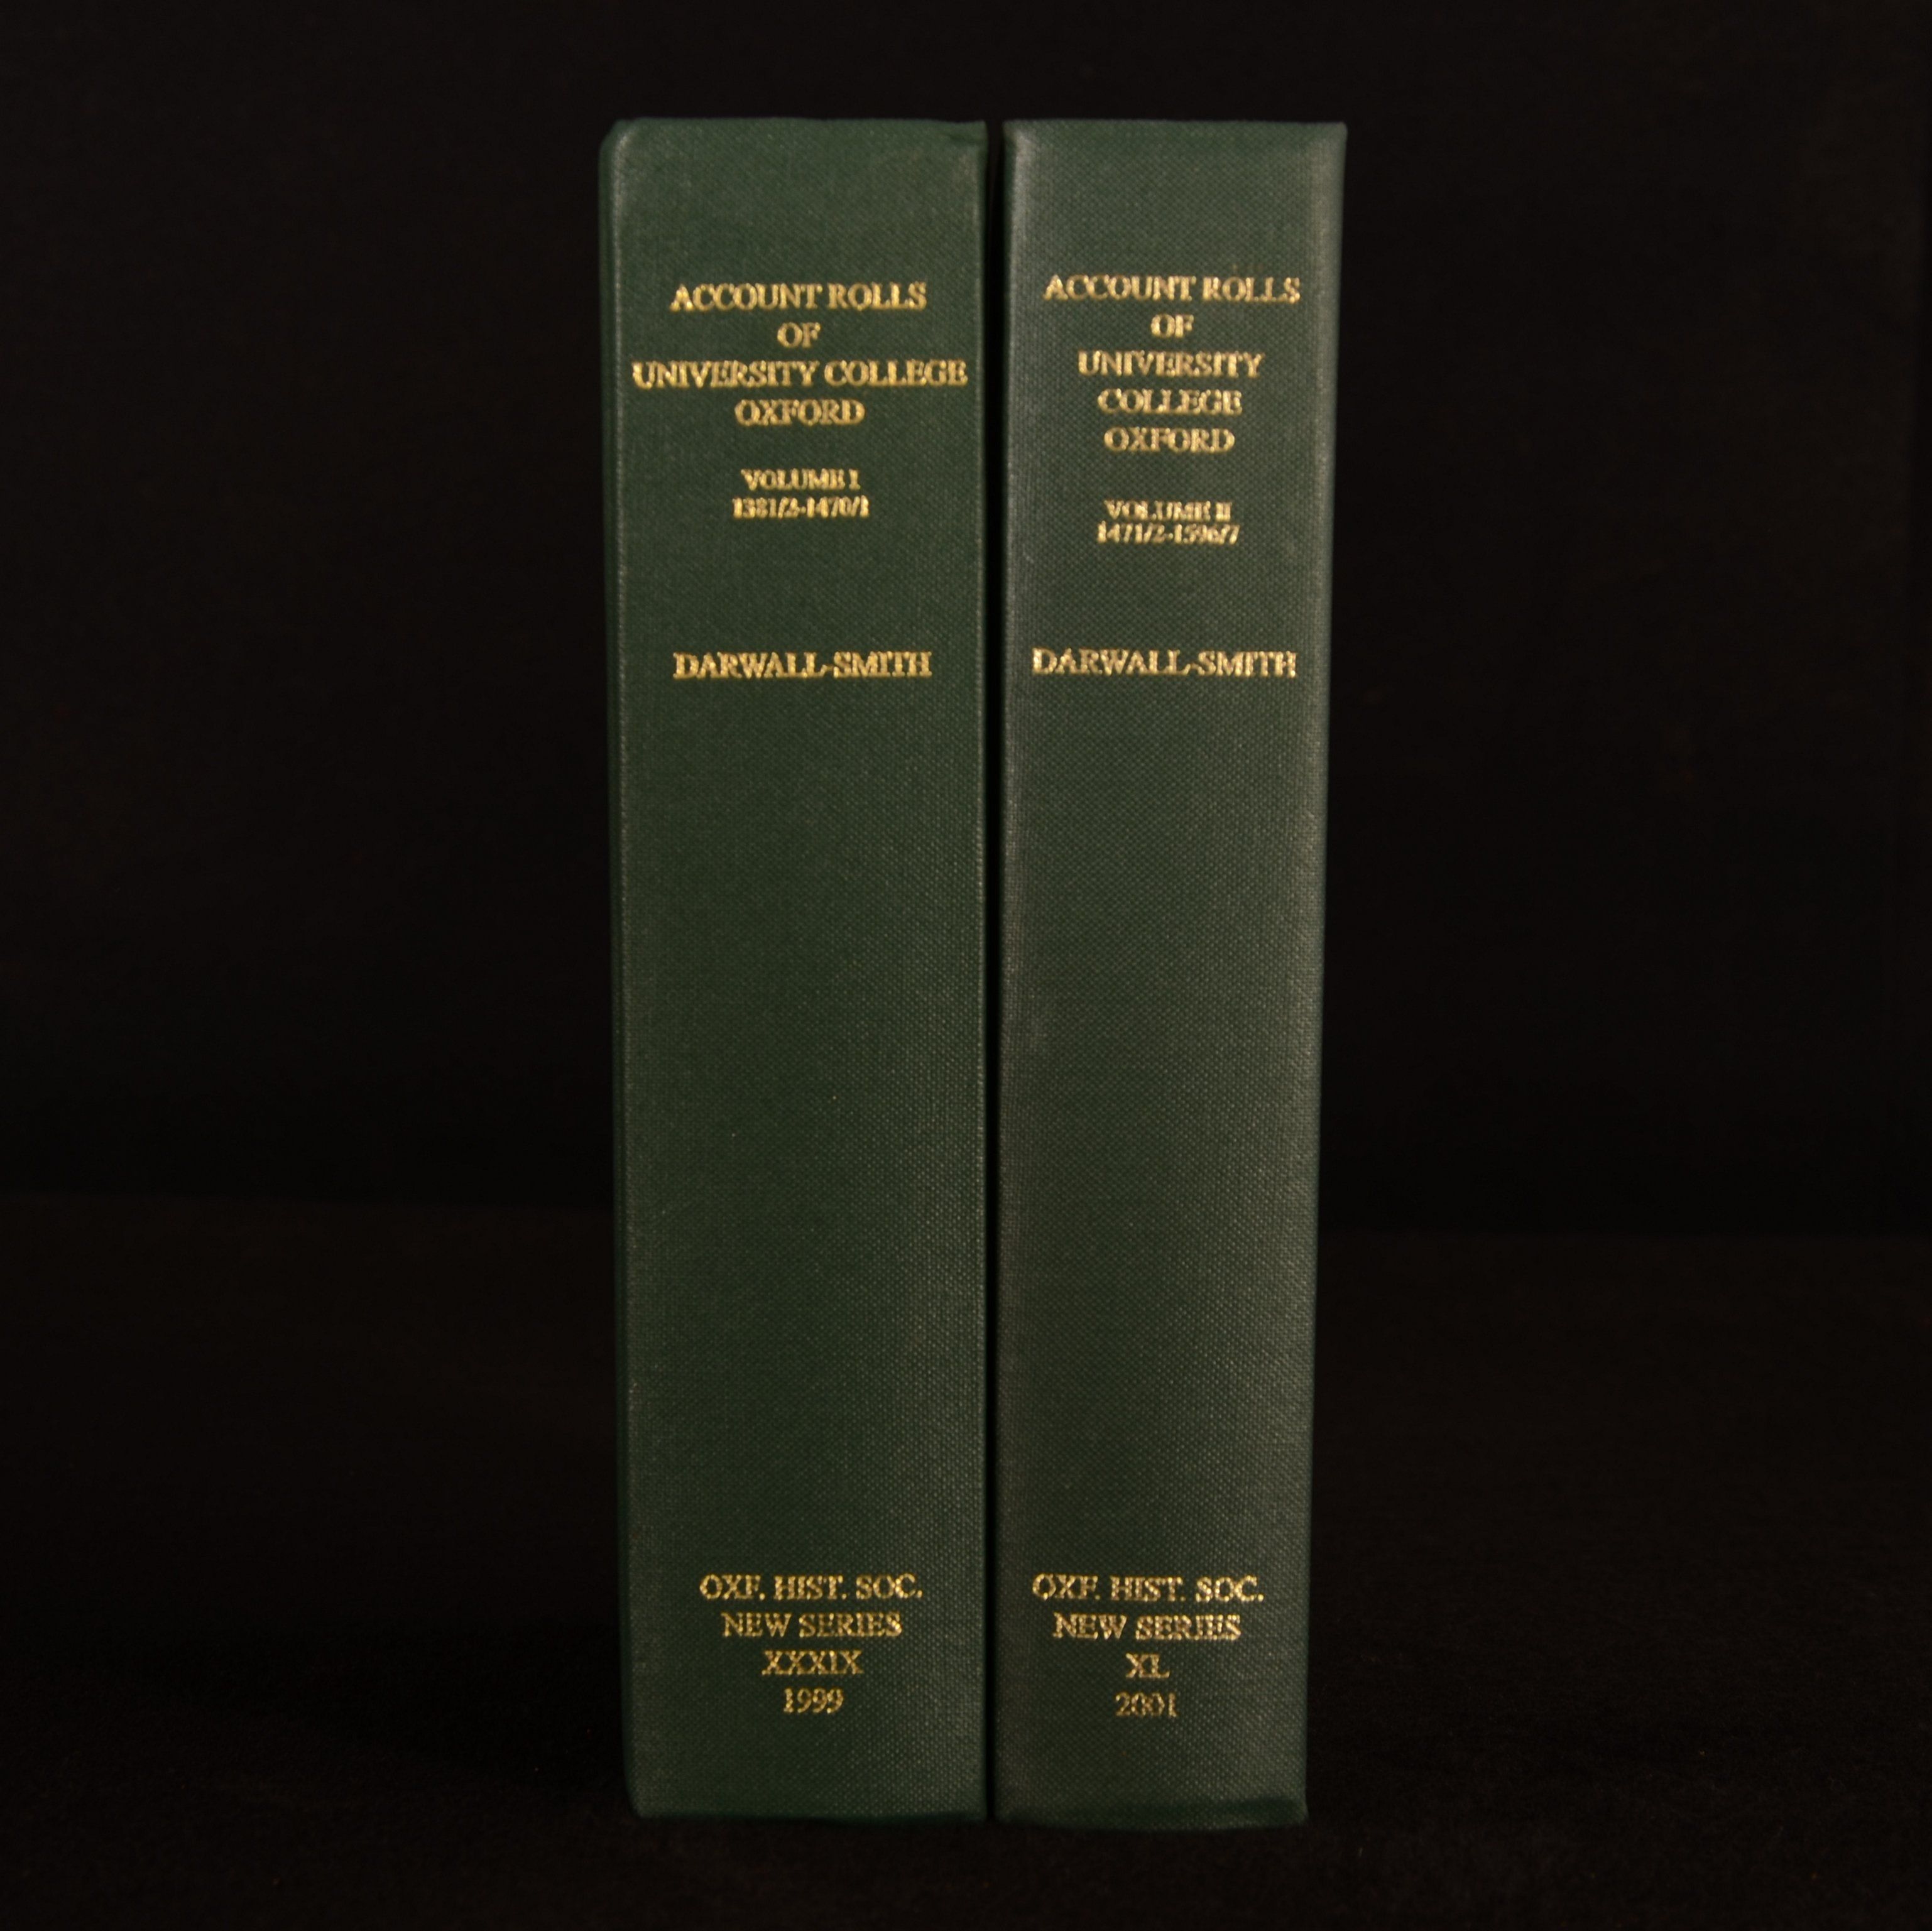 ACCOUNT ROLLS
OF
UNIVERSITY COLLEGE
OXFORD
VOLUME I
1381/2-1470/1
DARWALL-SMITH
OXF. HIST. SOC.
NEW SERIES
XXXIX
1999
ACCOUNT ROLLS
OF
UNIVERSITY
COLLEGE
OXFORD
VOLUME II
1471/2-1596/7
DARWALL-SMITH
OXF. HIST. SOC.
NEW SERIES
XL
2001